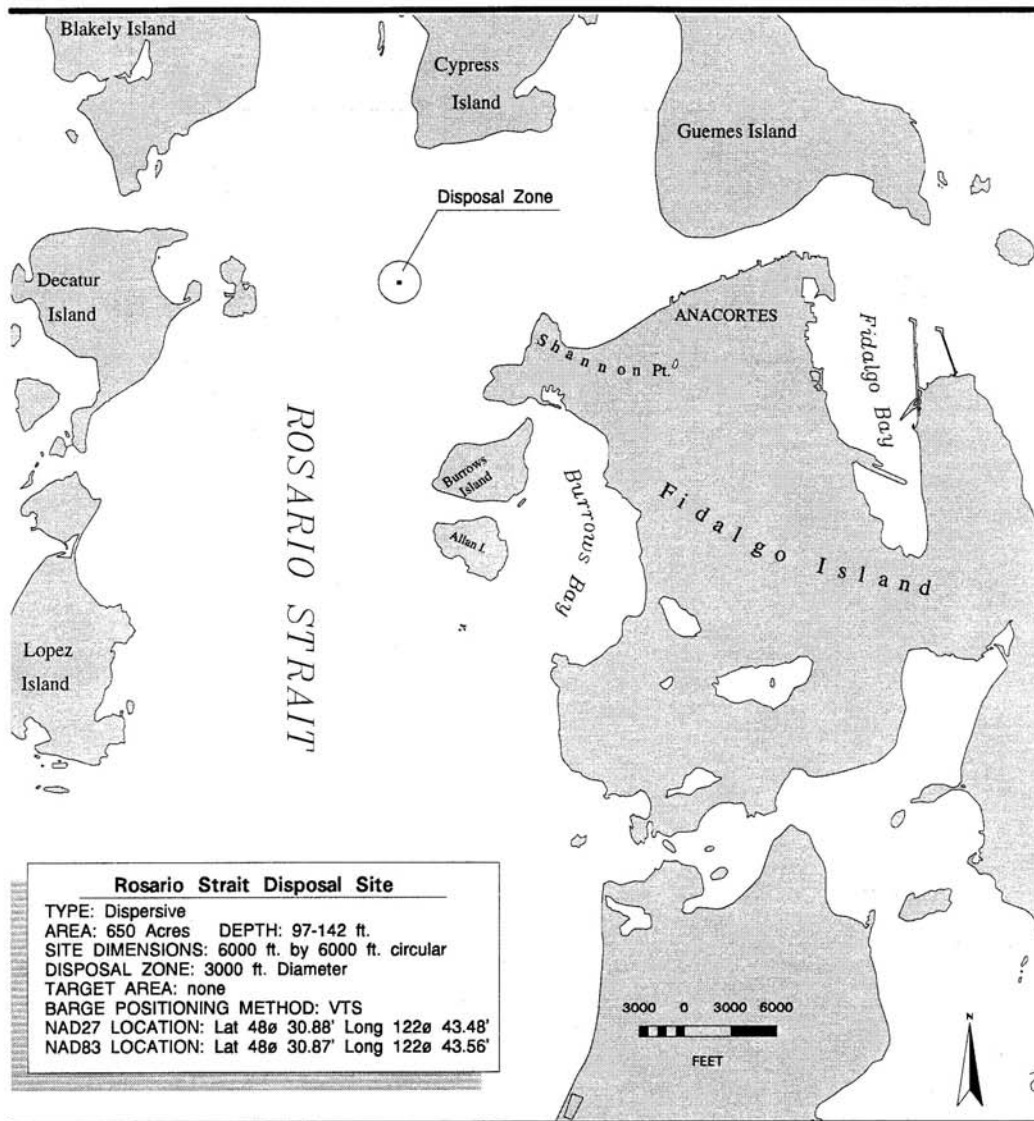 Blakely Island
Cypress
Island
Guemes Island
Disposal Zone
Decatur
Island
ANACORTES
Shannon Pt.
Fidalgo Bay
ROSARIO STRAIT
Burrows
Island
Allan I.
Burrows Bay
Fidalgo Island
Lopez
Island
Rosario Strait Disposal Site
TYPE: Dispersive
AREA: 650 Acres DEPTH: 97-142 ft.
SITE DIMENSIONS: 6000 ft. by 6000 ft. circular
DISPOSAL ZONE: 3000 ft. Diameter
TARGET AREA: none
BARGE POSITIONING METHOD: VTS
NAD27 LOCATION: Lat 48ø 30.88' Long 122ø 43.48'
NAD83 LOCATION: Lat 48ø 30.87' Long 122ø 43.56'
3000 0 3000 6000
FEET
N